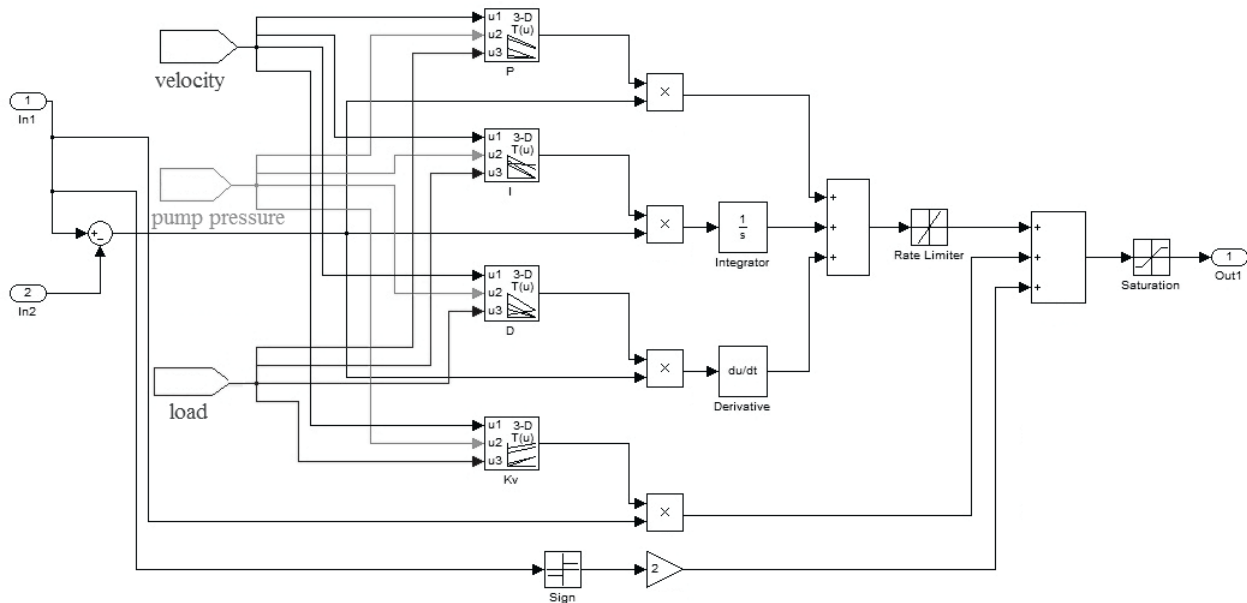 u1 3-D
T(u)
u2
u3
P
velocity
×
1
In1
+
u1 3-D
T(u)
u2
u3
I
+
pump pressure
×
1
s
Integrator
+
+
Rate Limiter
+
+
+
−
1
Out1
Saturation
2
In2
u1 3-D
T(u)
u2
u3
D
+
×
du/dt
Derivative
load
u1 3-D
T(u)
u2
u3
Kv
×
2
Sign